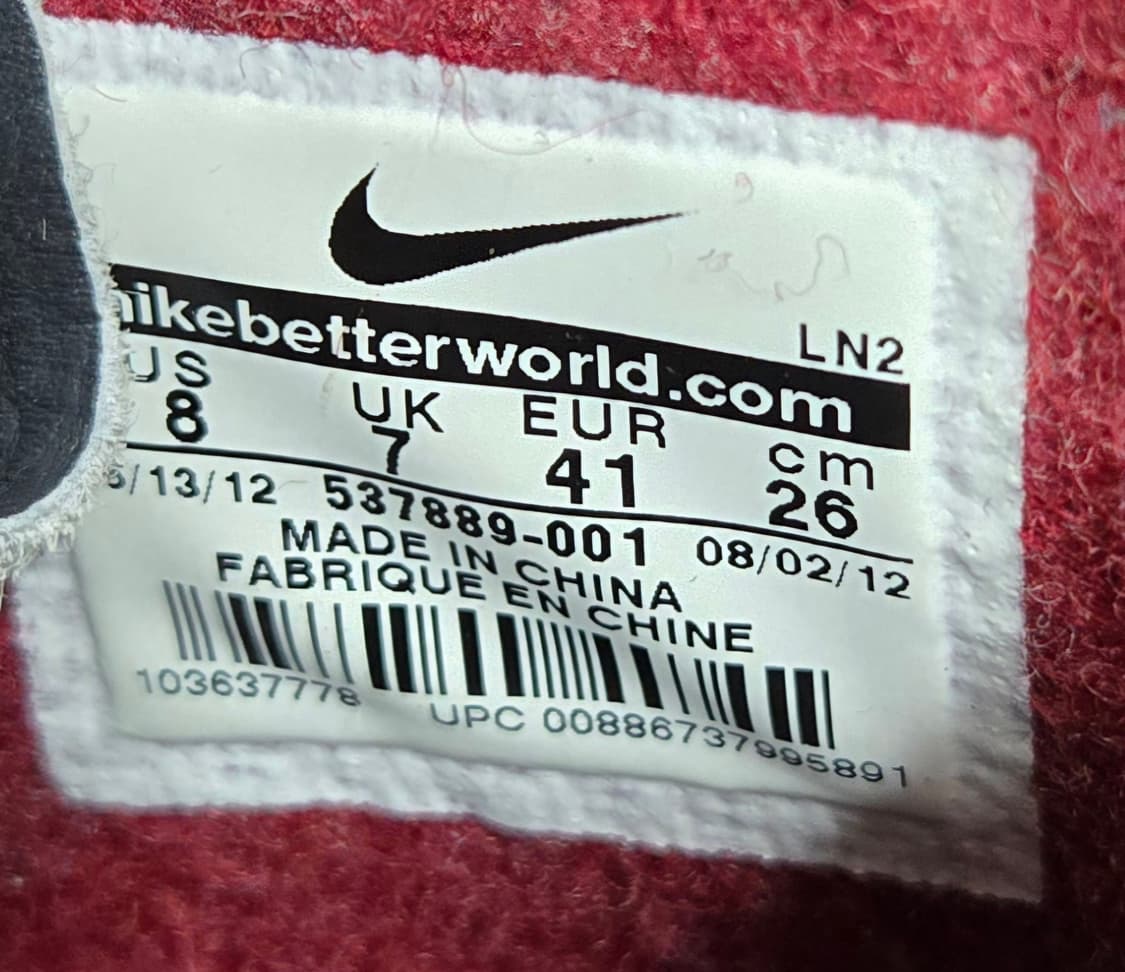 LN2
nikebetterworld.com
US UK EUR cm
8 7 41 26
/13/12 537889-001 08/02/12
MADE IN CHINA
FABRIQUE EN CHINE
103637778 UPC 00886737995891